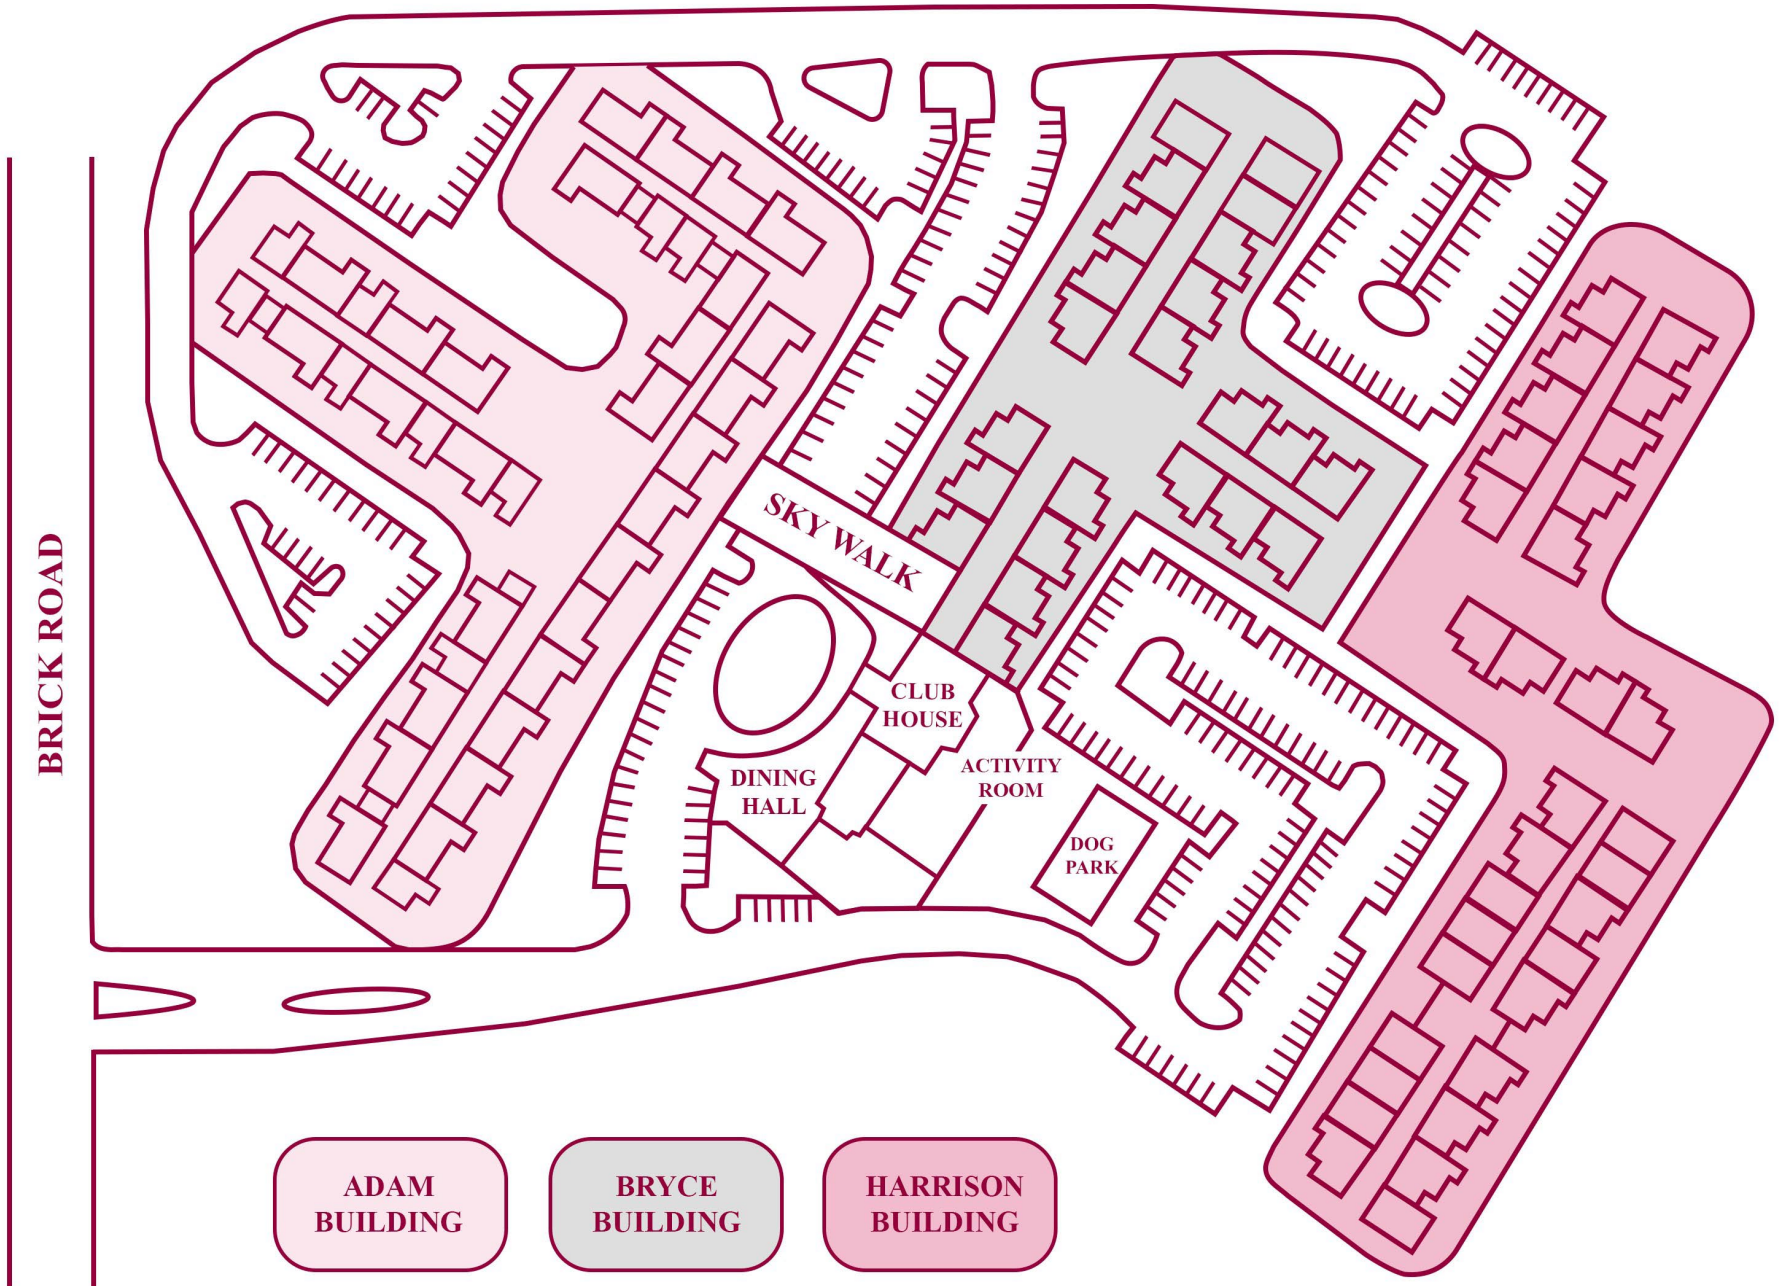 BRICK ROAD
SKY WALK
CLUB
HOUSE
ACTIVITY
ROOM
DINING
HALL
DOG
PARK
ADAM
BUILDING
BRYCE
BUILDING
HARRISON
BUILDING